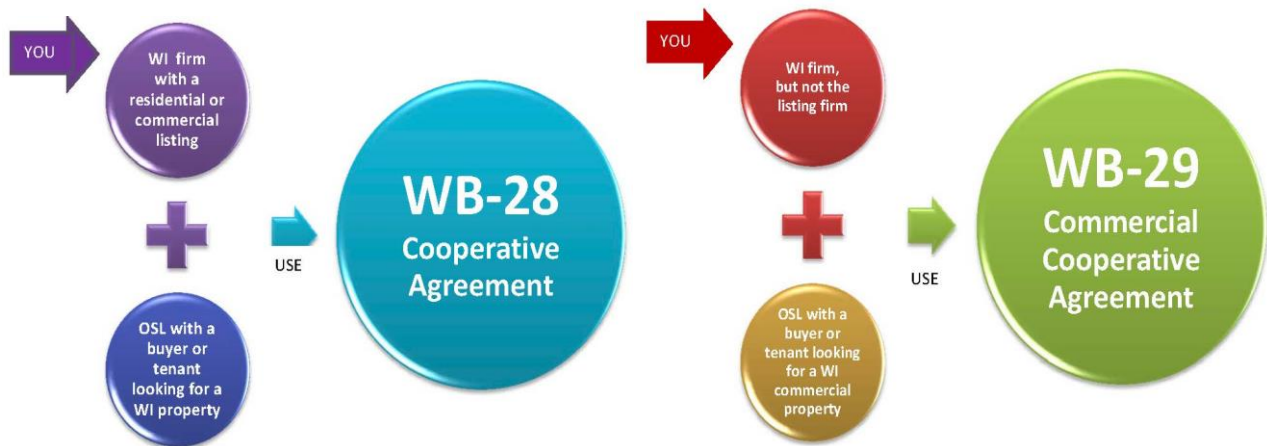 YOU
WI firm
with a
residential or
commercial
listing
USE
OSL with a
buyer or
tenant
looking for a
WI property
WB-28
Cooperative
Agreement
YOU
WI firm,
but not the
listing firm
USE
OSL with a
buyer or
tenant looking
for a WI
commercial
property
WB-29
Commercial
Cooperative
Agreement